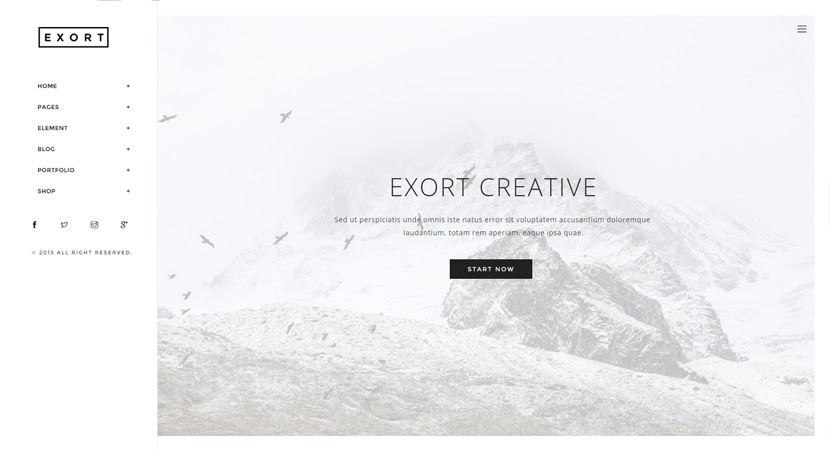 EXORT
HOME +
PAGES +
ELEMENT +
BLOG +
PORTFOLIO +
SHOP +
© 2015 ALL RIGHT RESERVED.
EXORT CREATIVE
Sed ut perspiciatis unde omnis iste natus error sit voluptatem accusantium doloremque
laudantium, totam rem aperiam, eaque ipsa quae.
START NOW